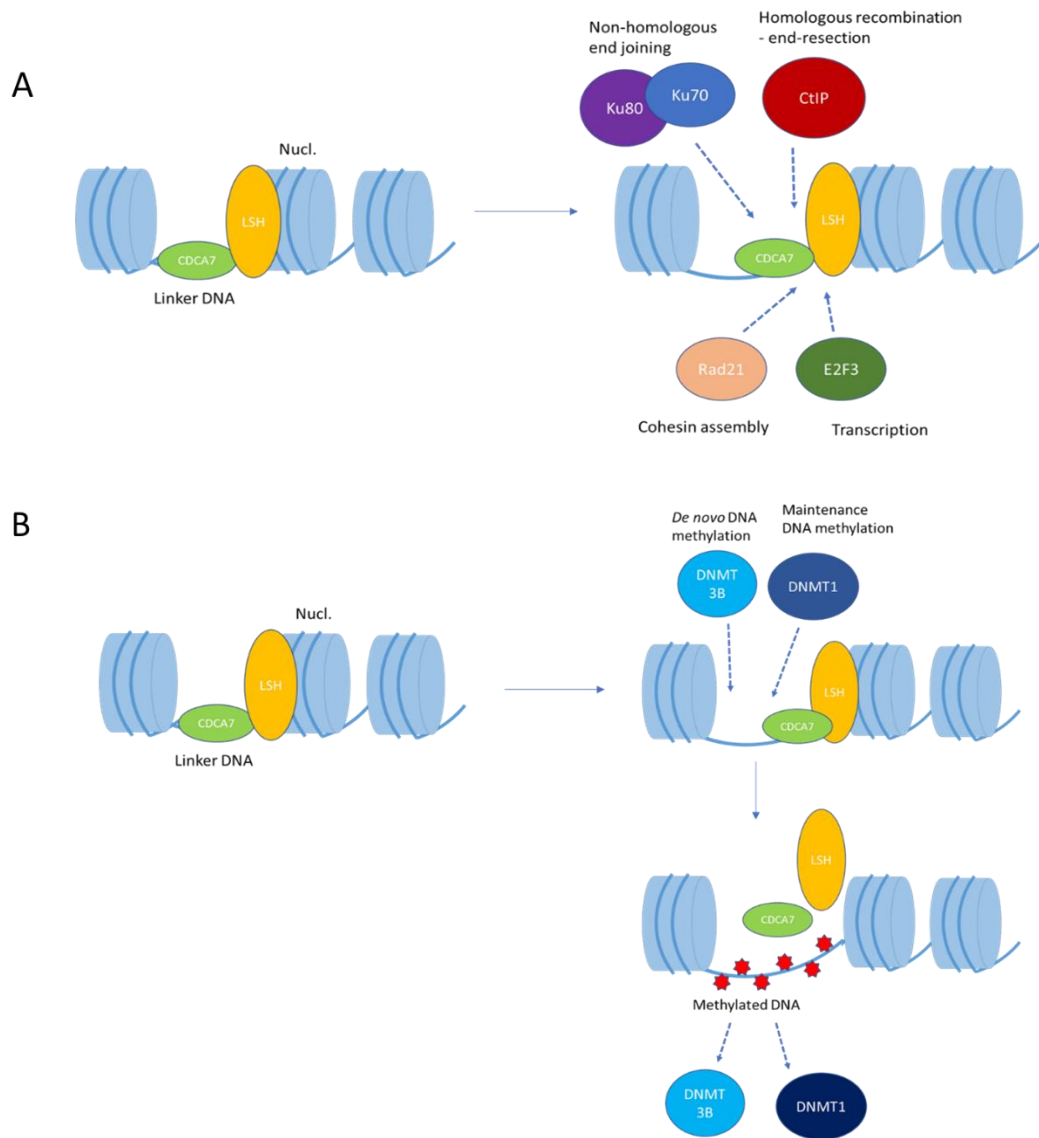 A
Non-homologous
end joining
Homologous recombination
- end-resection
Ku80
Ku70
CtIP
Nucl.
LSH
CDCA7
Linker DNA
LSH
CDCA7
Rad21
E2F3
Cohesin assembly
Transcription
B
De novo DNA
methylation
Maintenance
DNA methylation
DNMT
3B
DNMT1
Nucl.
LSH
CDCA7
Linker DNA
LSH
CDCA7
LSH
CDCA7
Methylated DNA
DNMT
3B
DNMT1